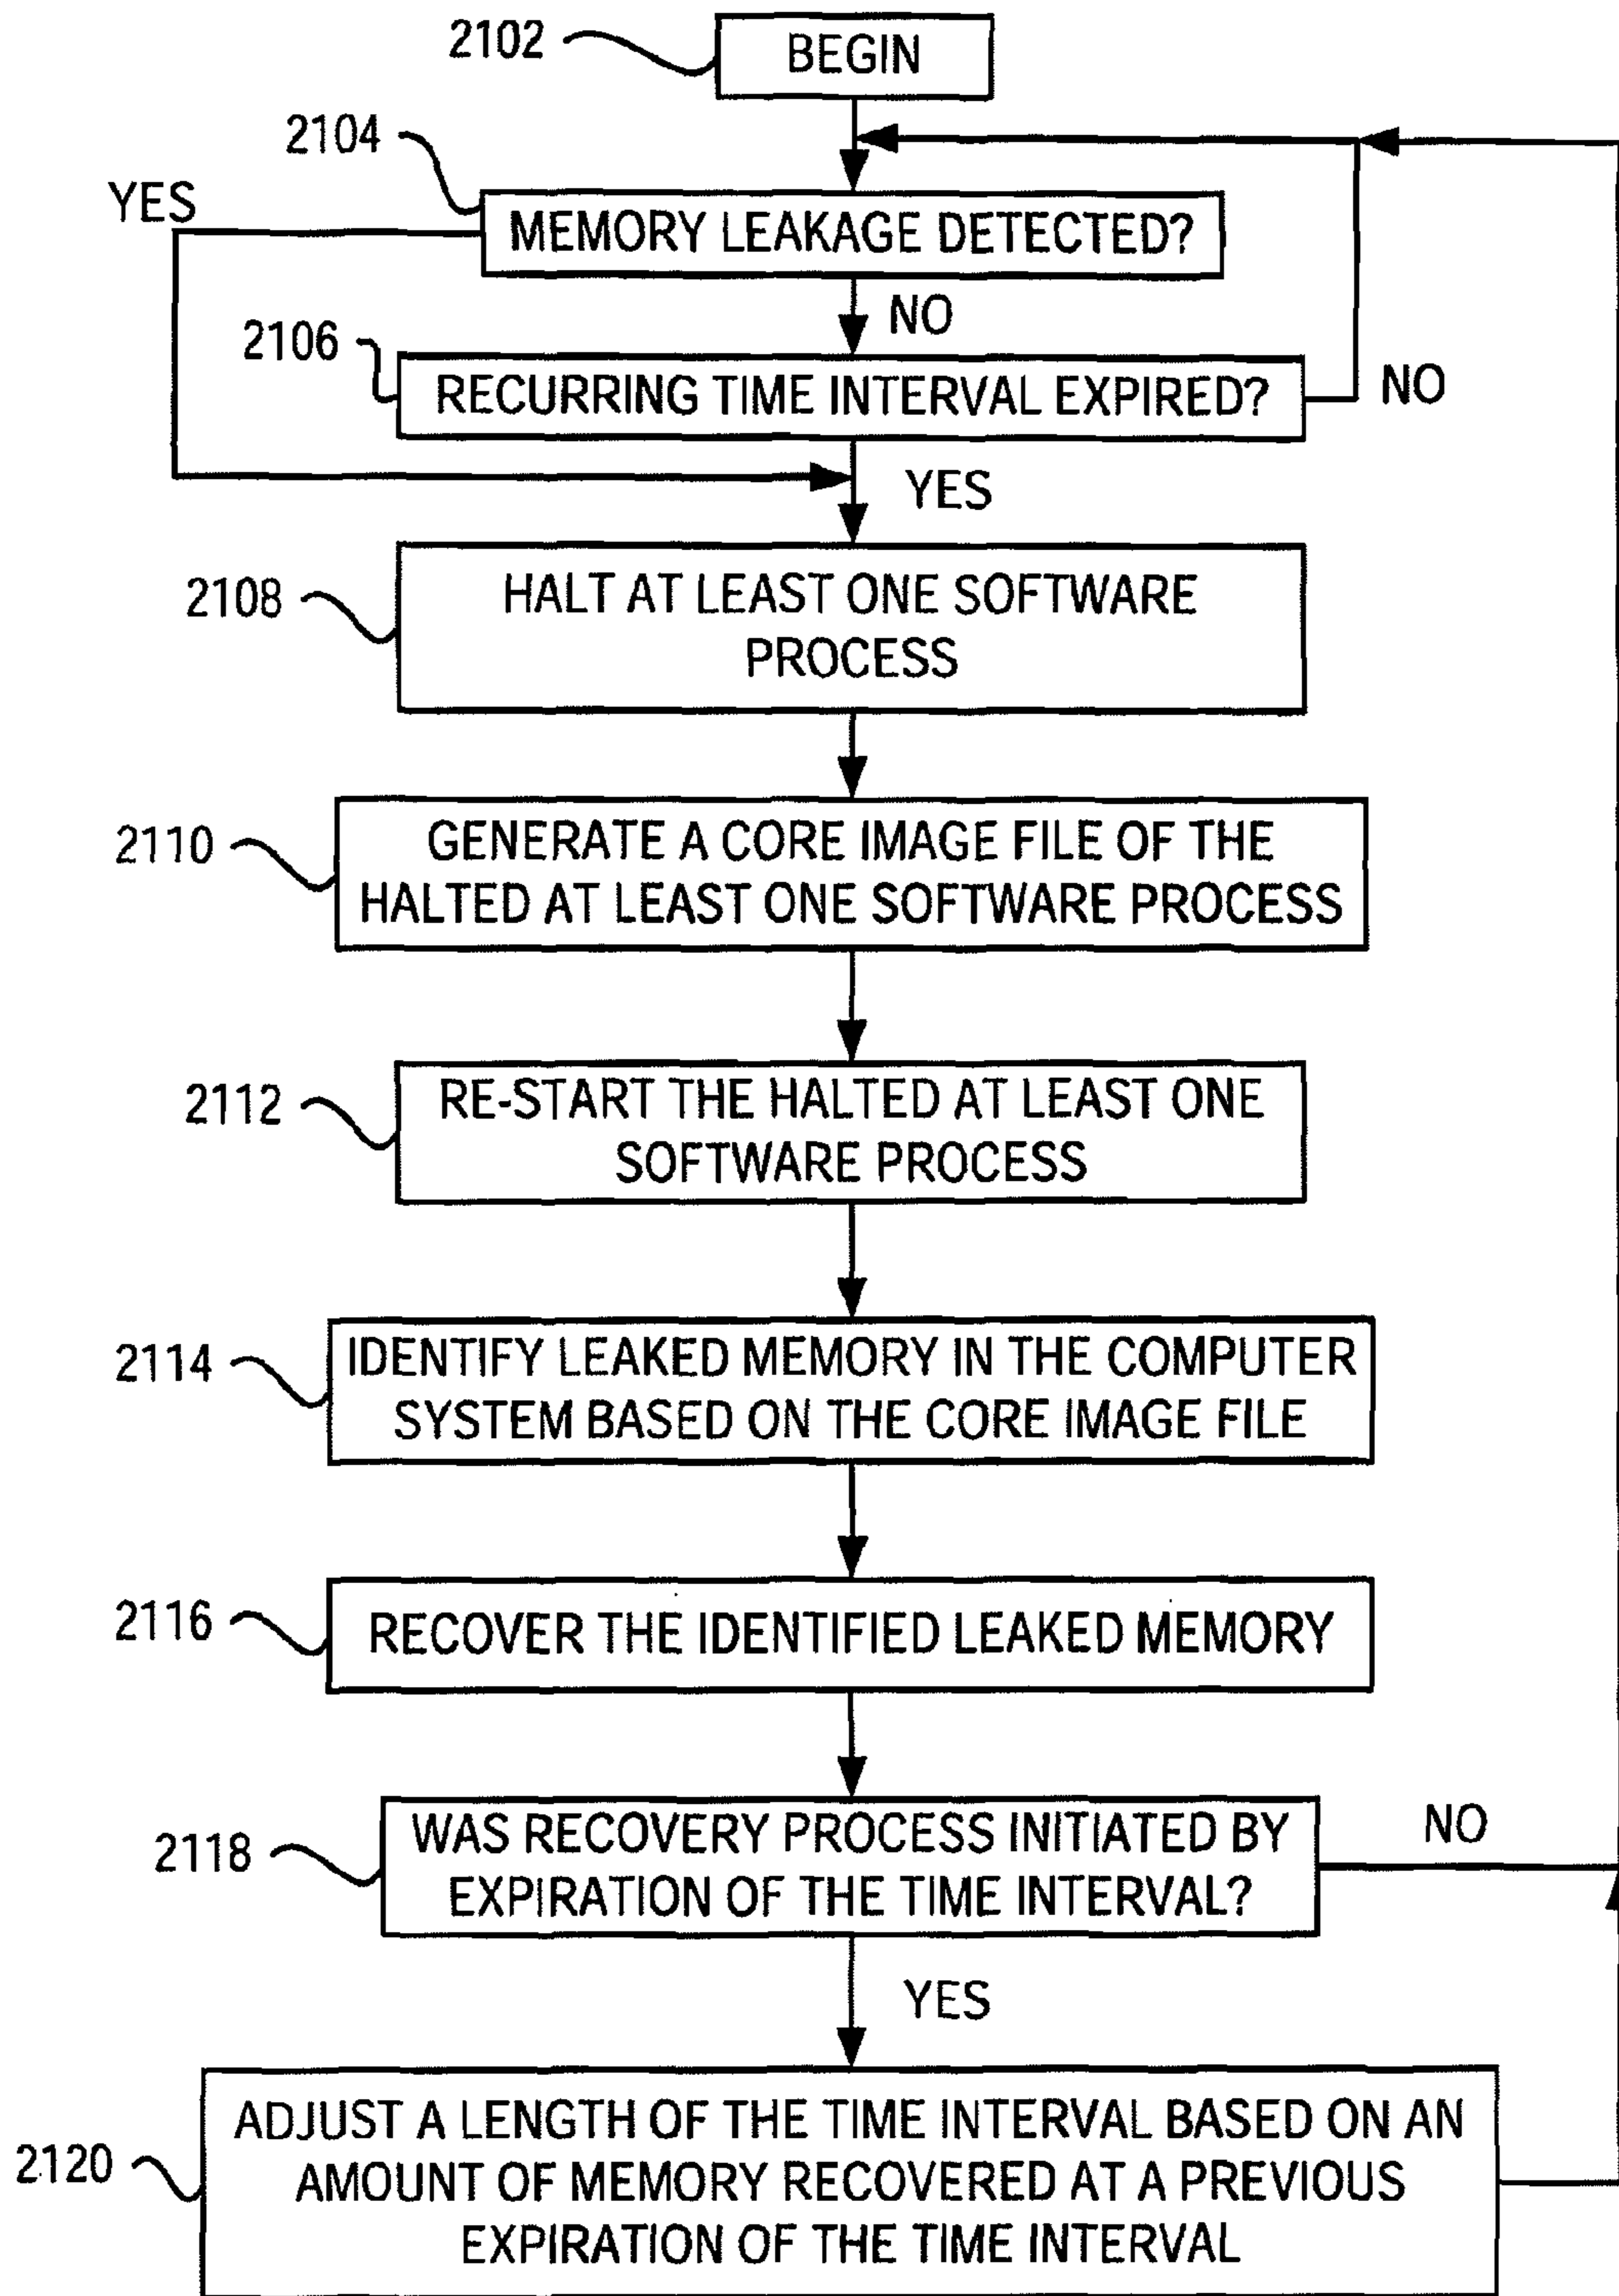 2102
BEGIN
2104
YES
MEMORY LEAKAGE DETECTED?
NO
2106
RECURRING TIME INTERVAL EXPIRED?
NO
YES
2108
HALT AT LEAST ONE SOFTWARE
PROCESS
2110
GENERATE A CORE IMAGE FILE OF THE
HALTED AT LEAST ONE SOFTWARE PROCESS
2112
RE-START THE HALTED AT LEAST ONE
SOFTWARE PROCESS
2114
IDENTIFY LEAKED MEMORY IN THE COMPUTER
SYSTEM BASED ON THE CORE IMAGE FILE
2116
RECOVER THE IDENTIFIED LEAKED MEMORY
2118
WAS RECOVERY PROCESS INITIATED BY
EXPIRATION OF THE TIME INTERVAL?
NO
YES
2120
ADJUST A LENGTH OF THE TIME INTERVAL BASED ON AN
AMOUNT OF MEMORY RECOVERED AT A PREVIOUS
EXPIRATION OF THE TIME INTERVAL